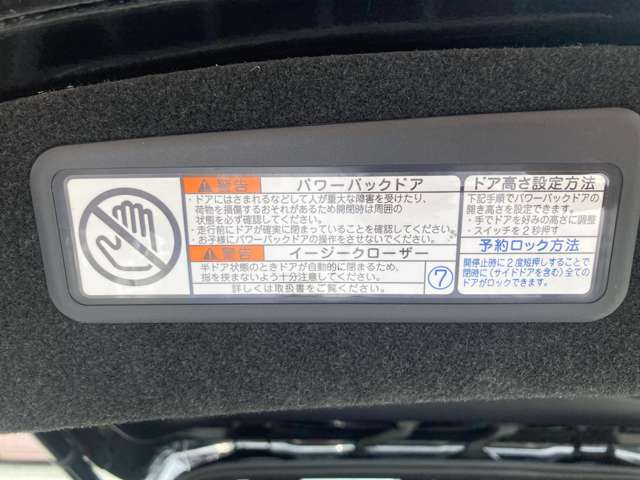 ⚠警告 パワーバックドア
・ドアにはさまれるなどして人が重大な障害を受けたり、
荷物を損傷するおそれがあるため開閉時は周囲の
状態を必ず確認してください。
・走行前にドアが確実に閉まっていることを確認してください。
・お子様にパワーバックドアの操作をさせないでください。
⚠警告 イージークローザー
半ドア状態のときドアが自動的に閉まるため、
指を挟まないよう十分注意してください。
詳しくは取扱書をご覧ください。
⑦
ドア高さ設定方法
下記手順でパワーバックドアの
開き高さを設定できます。
・手でドアを好みの高さに調整
・スイッチを2秒押す
予約ロック方法
開停止時に2度短押しすることで
閉時に(サイドドアを含む)全ての
ドアがロックできます。